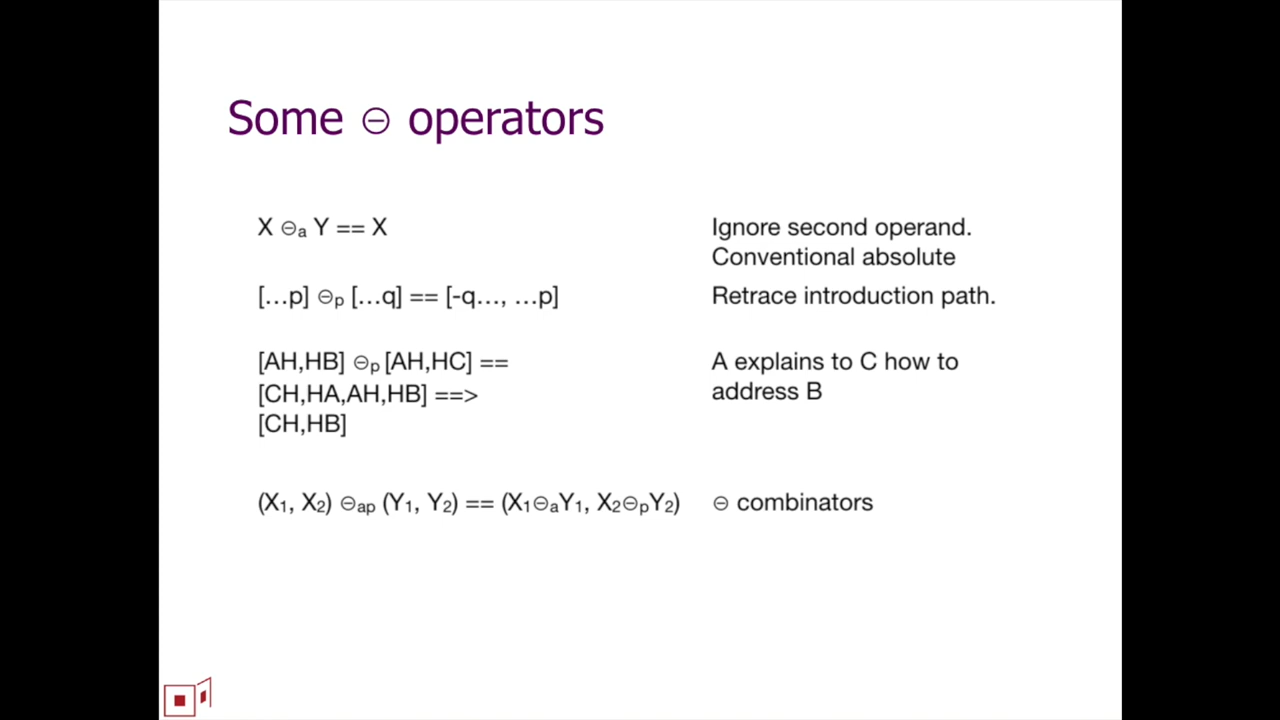 Some ⊖ operators
X ⊖ₐ Y == X
Ignore second operand.
Conventional absolute
[…p] ⊖ₚ […q] == [-q…, …p]
Retrace introduction path.
[AH,HB] ⊖ₚ [AH,HC] ==
[CH,HA,AH,HB] ==>
[CH,HB]
A explains to C how to
address B
(X₁, X₂) ⊖ₐₚ (Y₁, Y₂) == (X₁⊖ₐY₁, X₂⊖ₚY₂)
⊖ combinators